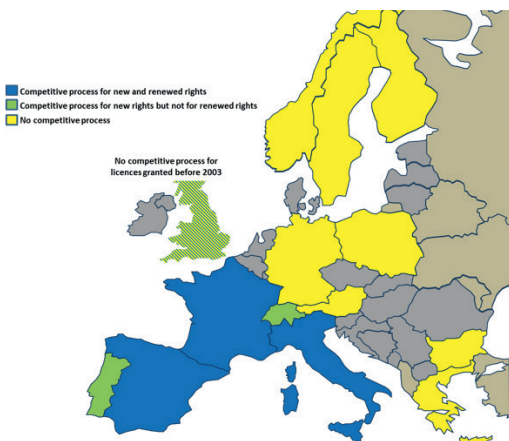 Competitive process for new and renewed rights
Competitive process for new rights but not for renewed rights
No competitive process
No competitive process for
licences granted before 2003